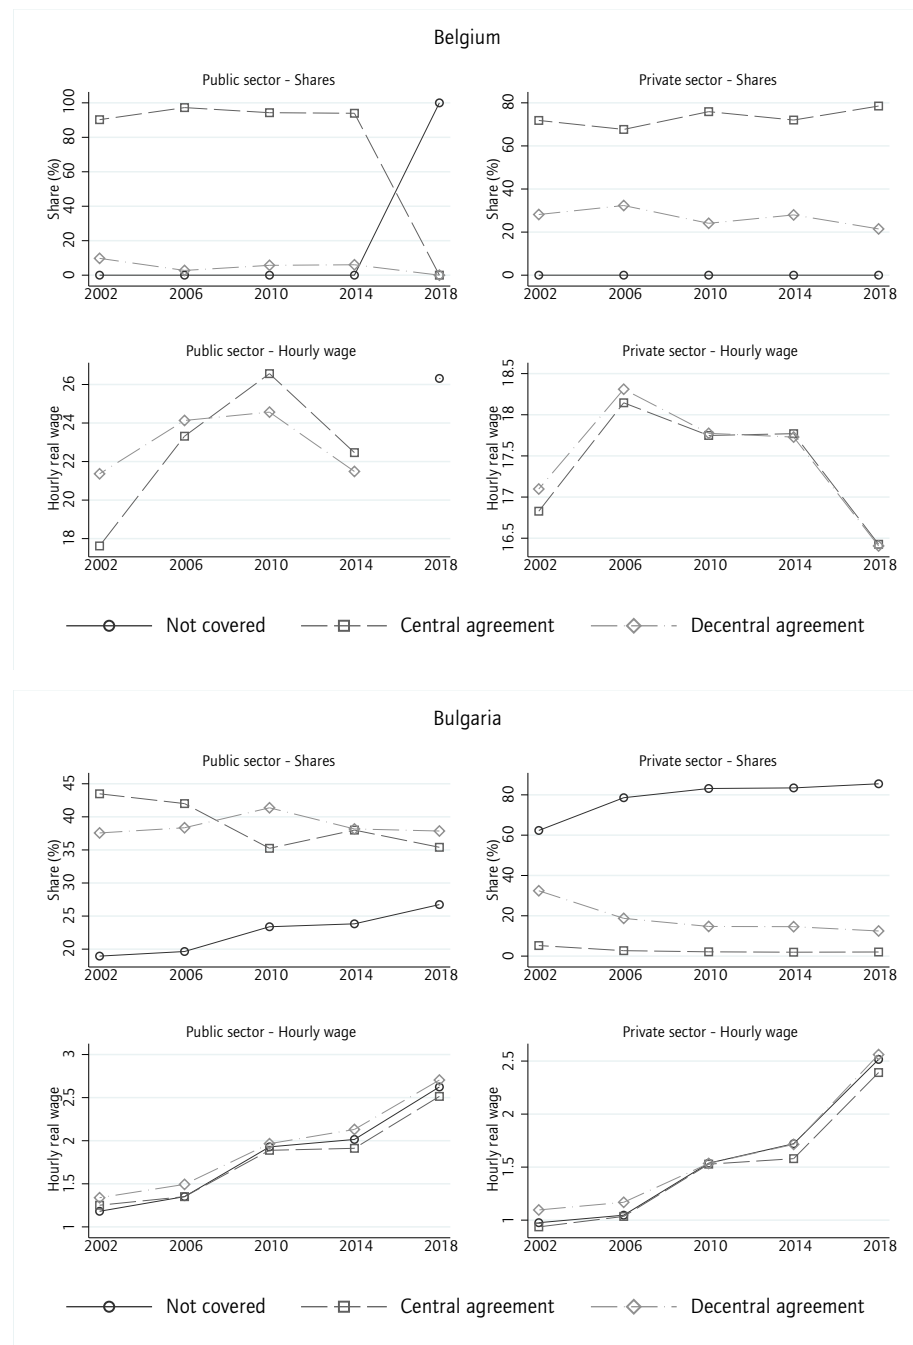 Belgium
Public sector - Shares
Private sector - Shares
Share (%)
0 20 40 60 80 100
2002 2006 2010 2014 2018
Share (%)
0 20 40 60 80
2002 2006 2010 2014 2018
Public sector - Hourly wage
Private sector - Hourly wage
Hourly real wage
18 20 22 24 26
2002 2006 2010 2014 2018
Hourly real wage
16.5 17 17.5 18 18.5
2002 2006 2010 2014 2018
Not covered Central agreement Decentral agreement
Bulgaria
Public sector - Shares
Private sector - Shares
Share (%)
20 25 30 35 40 45
2002 2006 2010 2014 2018
Share (%)
0 20 40 60 80
2002 2006 2010 2014 2018
Public sector - Hourly wage
Private sector - Hourly wage
Hourly real wage
1 1.5 2 2.5 3
2002 2006 2010 2014 2018
Hourly real wage
1 1.5 2 2.5
2002 2006 2010 2014 2018
Not covered Central agreement Decentral agreement